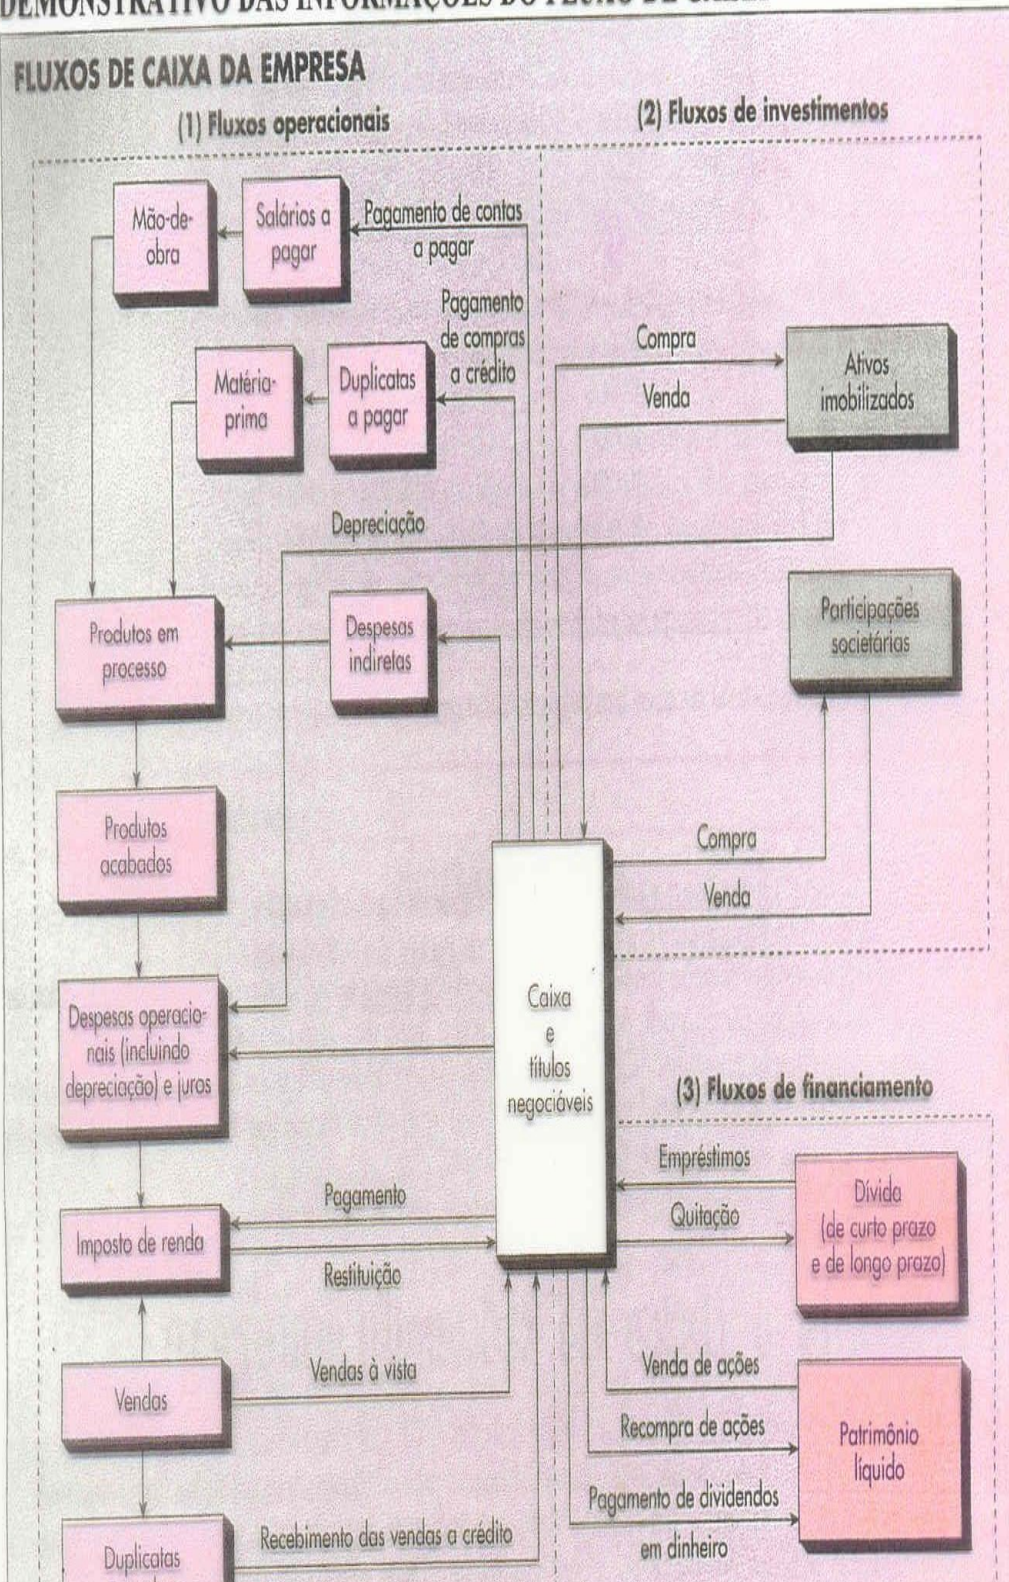 DEMONSTRATIVO DAS INFORMAÇÕES DO FLUXO DE
FLUXOS DE CAIXA DA EMPRESA
(1) Fluxos operacionais
(2) Fluxos de investimentos
Mão-de-
obra
Salários a
pagar
Pagamento de contas
a pagar
Pagamento
de compras
a crédito
Matéria-
prima
Duplicatas
a pagar
Compra
Venda
Ativos
imobilizados
Depreciação
Produtos em
processo
Despesas
indiretas
Participações
societárias
Produtos
acabados
Compra
Venda
Despesas operacio-
nais (incluindo
depreciação) e juros
Caixa
e
títulos
negociáveis
(3) Fluxos de financiamento
Empréstimos
Quitação
Dívida
(de curto prazo
e de longo prazo)
Imposto de renda
Pagamento
Restituição
Vendas
Vendas à vista
Venda de ações
Recompra de ações
Pagamento de dividendos
em dinheiro
Patrimônio
líquido
Duplicatas
Recebimento das vendas a crédito